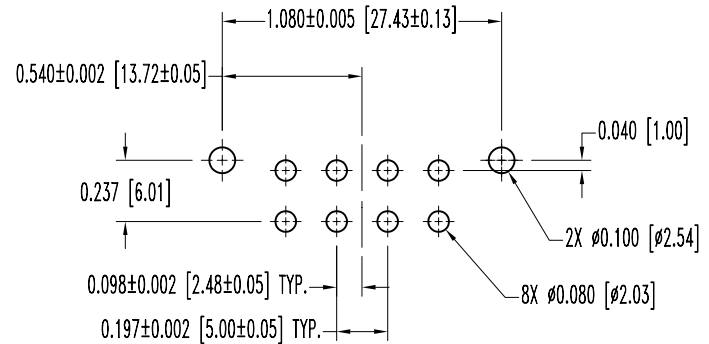 1.080±0.005 [27.43±0.13]
0.540±0.002 [13.72±0.05]
0.040 [1.00]
0.237 [6.01]
2X ø0.100 [ø2.54]
0.098±0.002 [2.48±0.05] TYP.
8X ø0.080 [ø2.03]
0.197±0.002 [5.00±0.05] TYP.